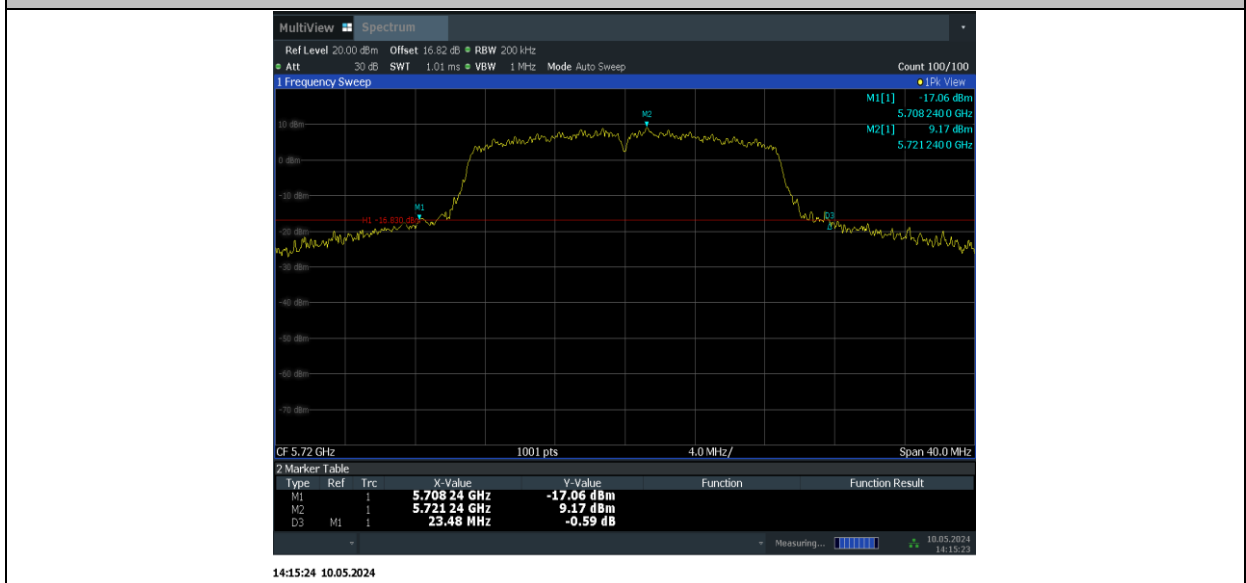 MultiView Spectrum
Ref Level 20.00 dBm Offset 16.82 dB RBW 200 kHz
Att 30 dB SWT 1.01 ms VBW 1 MHz Mode Auto Sweep Count 100/100
1 Frequency Sweep 1Pk View
M1[1] -17.06 dBm
5.708 240 0 GHz
M2[1] 9.17 dBm
5.721 240 0 GHz
M2
10 dBm
0 dBm
-10 dBm
M1
D3
H1 -16.830 dBm
-20 dBm
-30 dBm
-40 dBm
-50 dBm
-60 dBm
-70 dBm
CF 5.72 GHz 1001 pts 4.0 MHz/ Span 40.0 MHz
2 Marker Table
Type Ref Trc X-Value Y-Value Function Function Result
M1 1 5.708 24 GHz -17.06 dBm
M2 1 5.721 24 GHz 9.17 dBm
D3 M1 1 23.48 MHz -0.59 dB
Measuring... 10.05.2024
14:15:23
14:15:24 10.05.2024